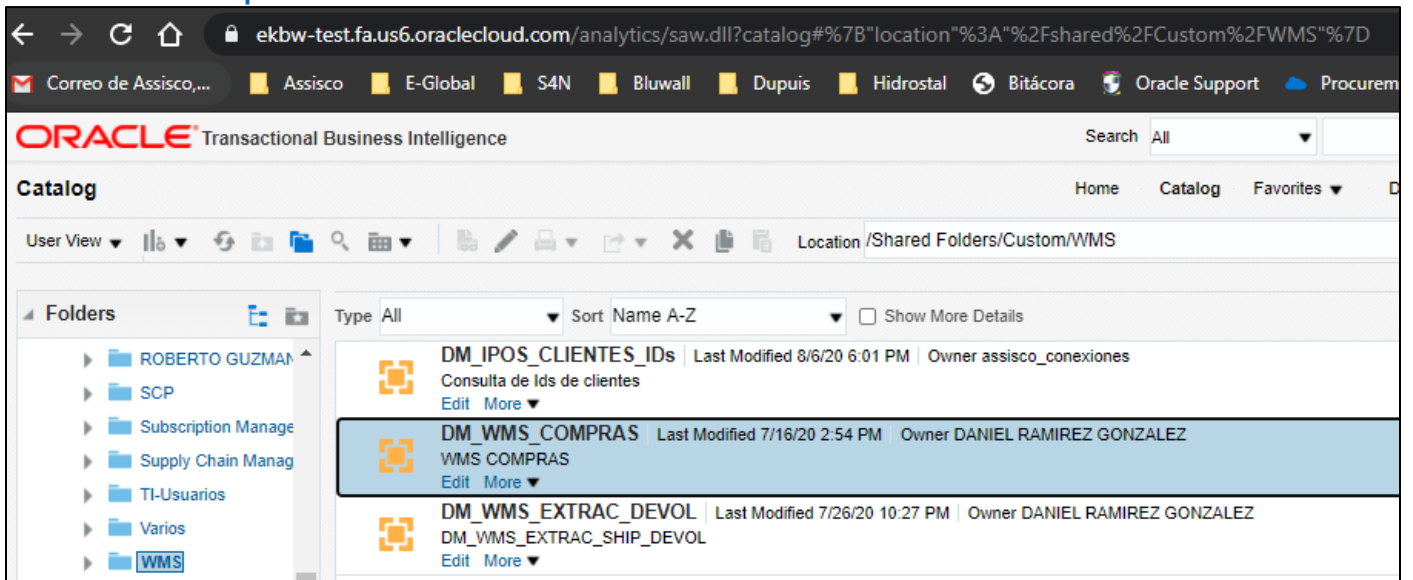 ekbw-test.fa.us6.oraclecloud.com/analytics/saw.dll?catalog#%7B"location"%3A"%2Fshared%2FCustom%2FWMS"%7D
Correo de Assisco,... Assisco E-Global S4N Bluwall Dupuis Hidrostal Bitácora Oracle Support Procurem
ORACLE Transactional Business Intelligence Search All
Catalog Home Catalog Favorites D
User View Location /Shared Folders/Custom/WMS
Folders Type All Sort Name A-Z Show More Details
ROBERTO GUZMAN
SCP
Subscription Manage
Supply Chain Manag
TI-Usuarios
Varios
WMS
DM_IPOS_CLIENTES_IDs Last Modified 8/6/20 6:01 PM Owner assisco_conexiones
Consulta de Ids de clientes
Edit More
DM_WMS_COMPRAS Last Modified 7/16/20 2:54 PM Owner DANIEL RAMIREZ GONZALEZ
WMS COMPRAS
Edit More
DM_WMS_EXTRAC_DEVOL Last Modified 7/26/20 10:27 PM Owner DANIEL RAMIREZ GONZALEZ
DM_WMS_EXTRAC_SHIP_DEVOL
Edit More